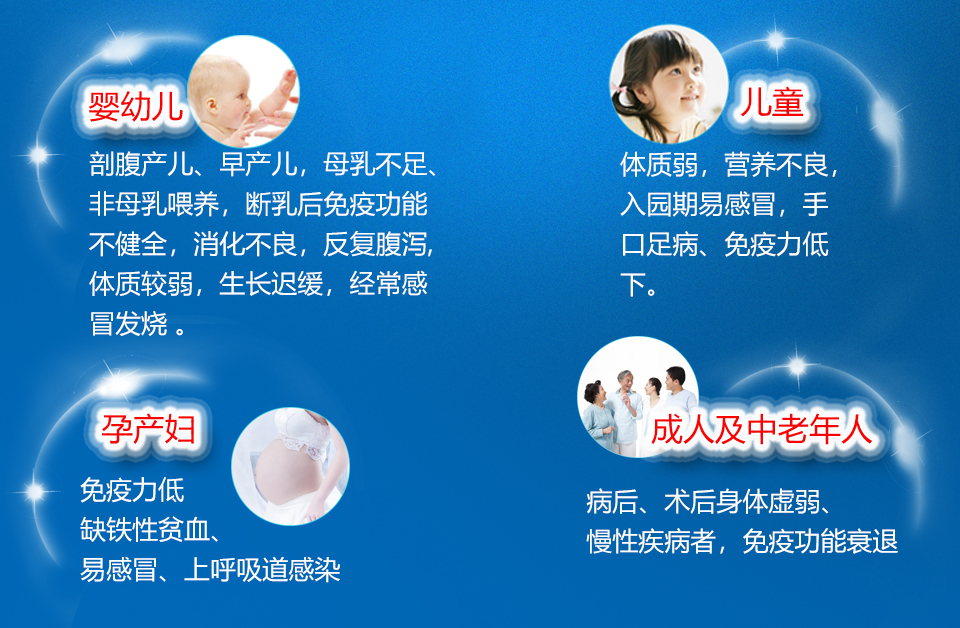 婴幼儿
剖腹产儿、早产儿，母乳不足、
非母乳喂养，断乳后免疫功能
不健全，消化不良，反复腹泻,
体质较弱，生长迟缓，经常感
冒发烧 。
儿童
体质弱，营养不良，
入园期易感冒，手
口足病、免疫力低
下。
孕产妇
免疫力低
缺铁性贫血、
易感冒、上呼吸道感染
成人及中老年人
病后、术后身体虚弱、
慢性疾病者，免疫功能衰退